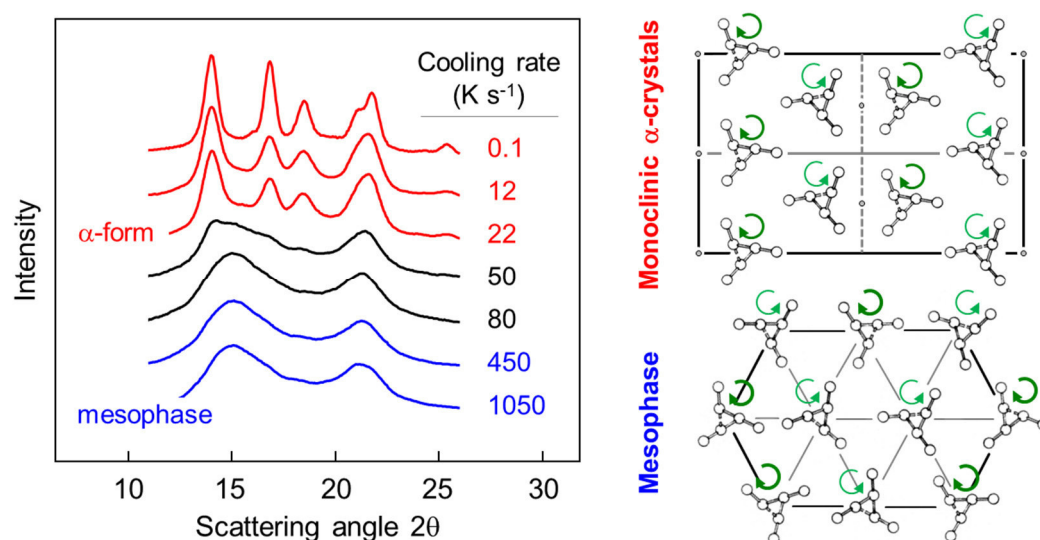 Cooling rate
(K s-1)
0.1
12
22
α-form
50
80
450
mesophase
1050
Intensity
10
15
20
25
30
Scattering angle 2θ
Monoclinic α-crystals
Mesophase